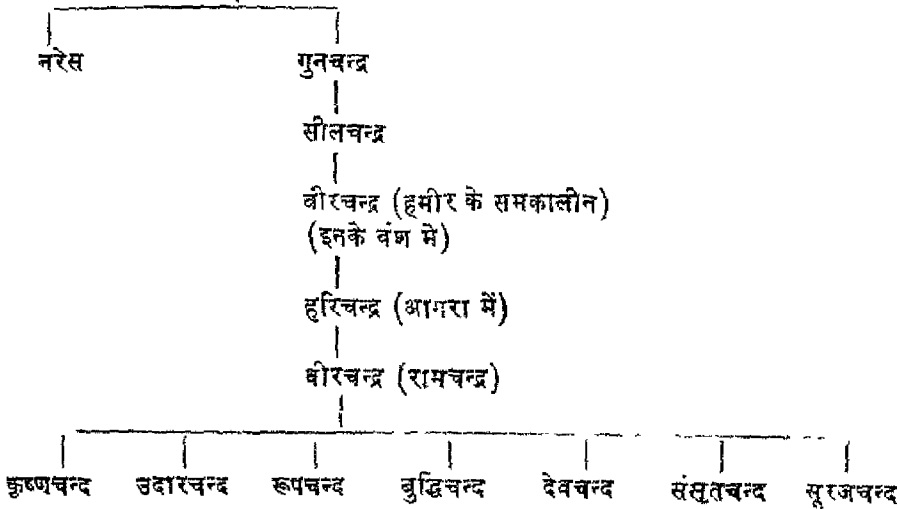 नरेस गुनचन्द्र
सीलचन्द्र
वीरचन्द्र (हमीर के समकालीन)
(इनके वंश मे)
हरिचन्द्र (आगरा में)
वीरचन्द्र (रामचन्द्र)
कृष्णचन्द उदारचन्द रूपचन्द बुद्धिचन्द देवचन्द संसृतचन्द सूरजचन्द